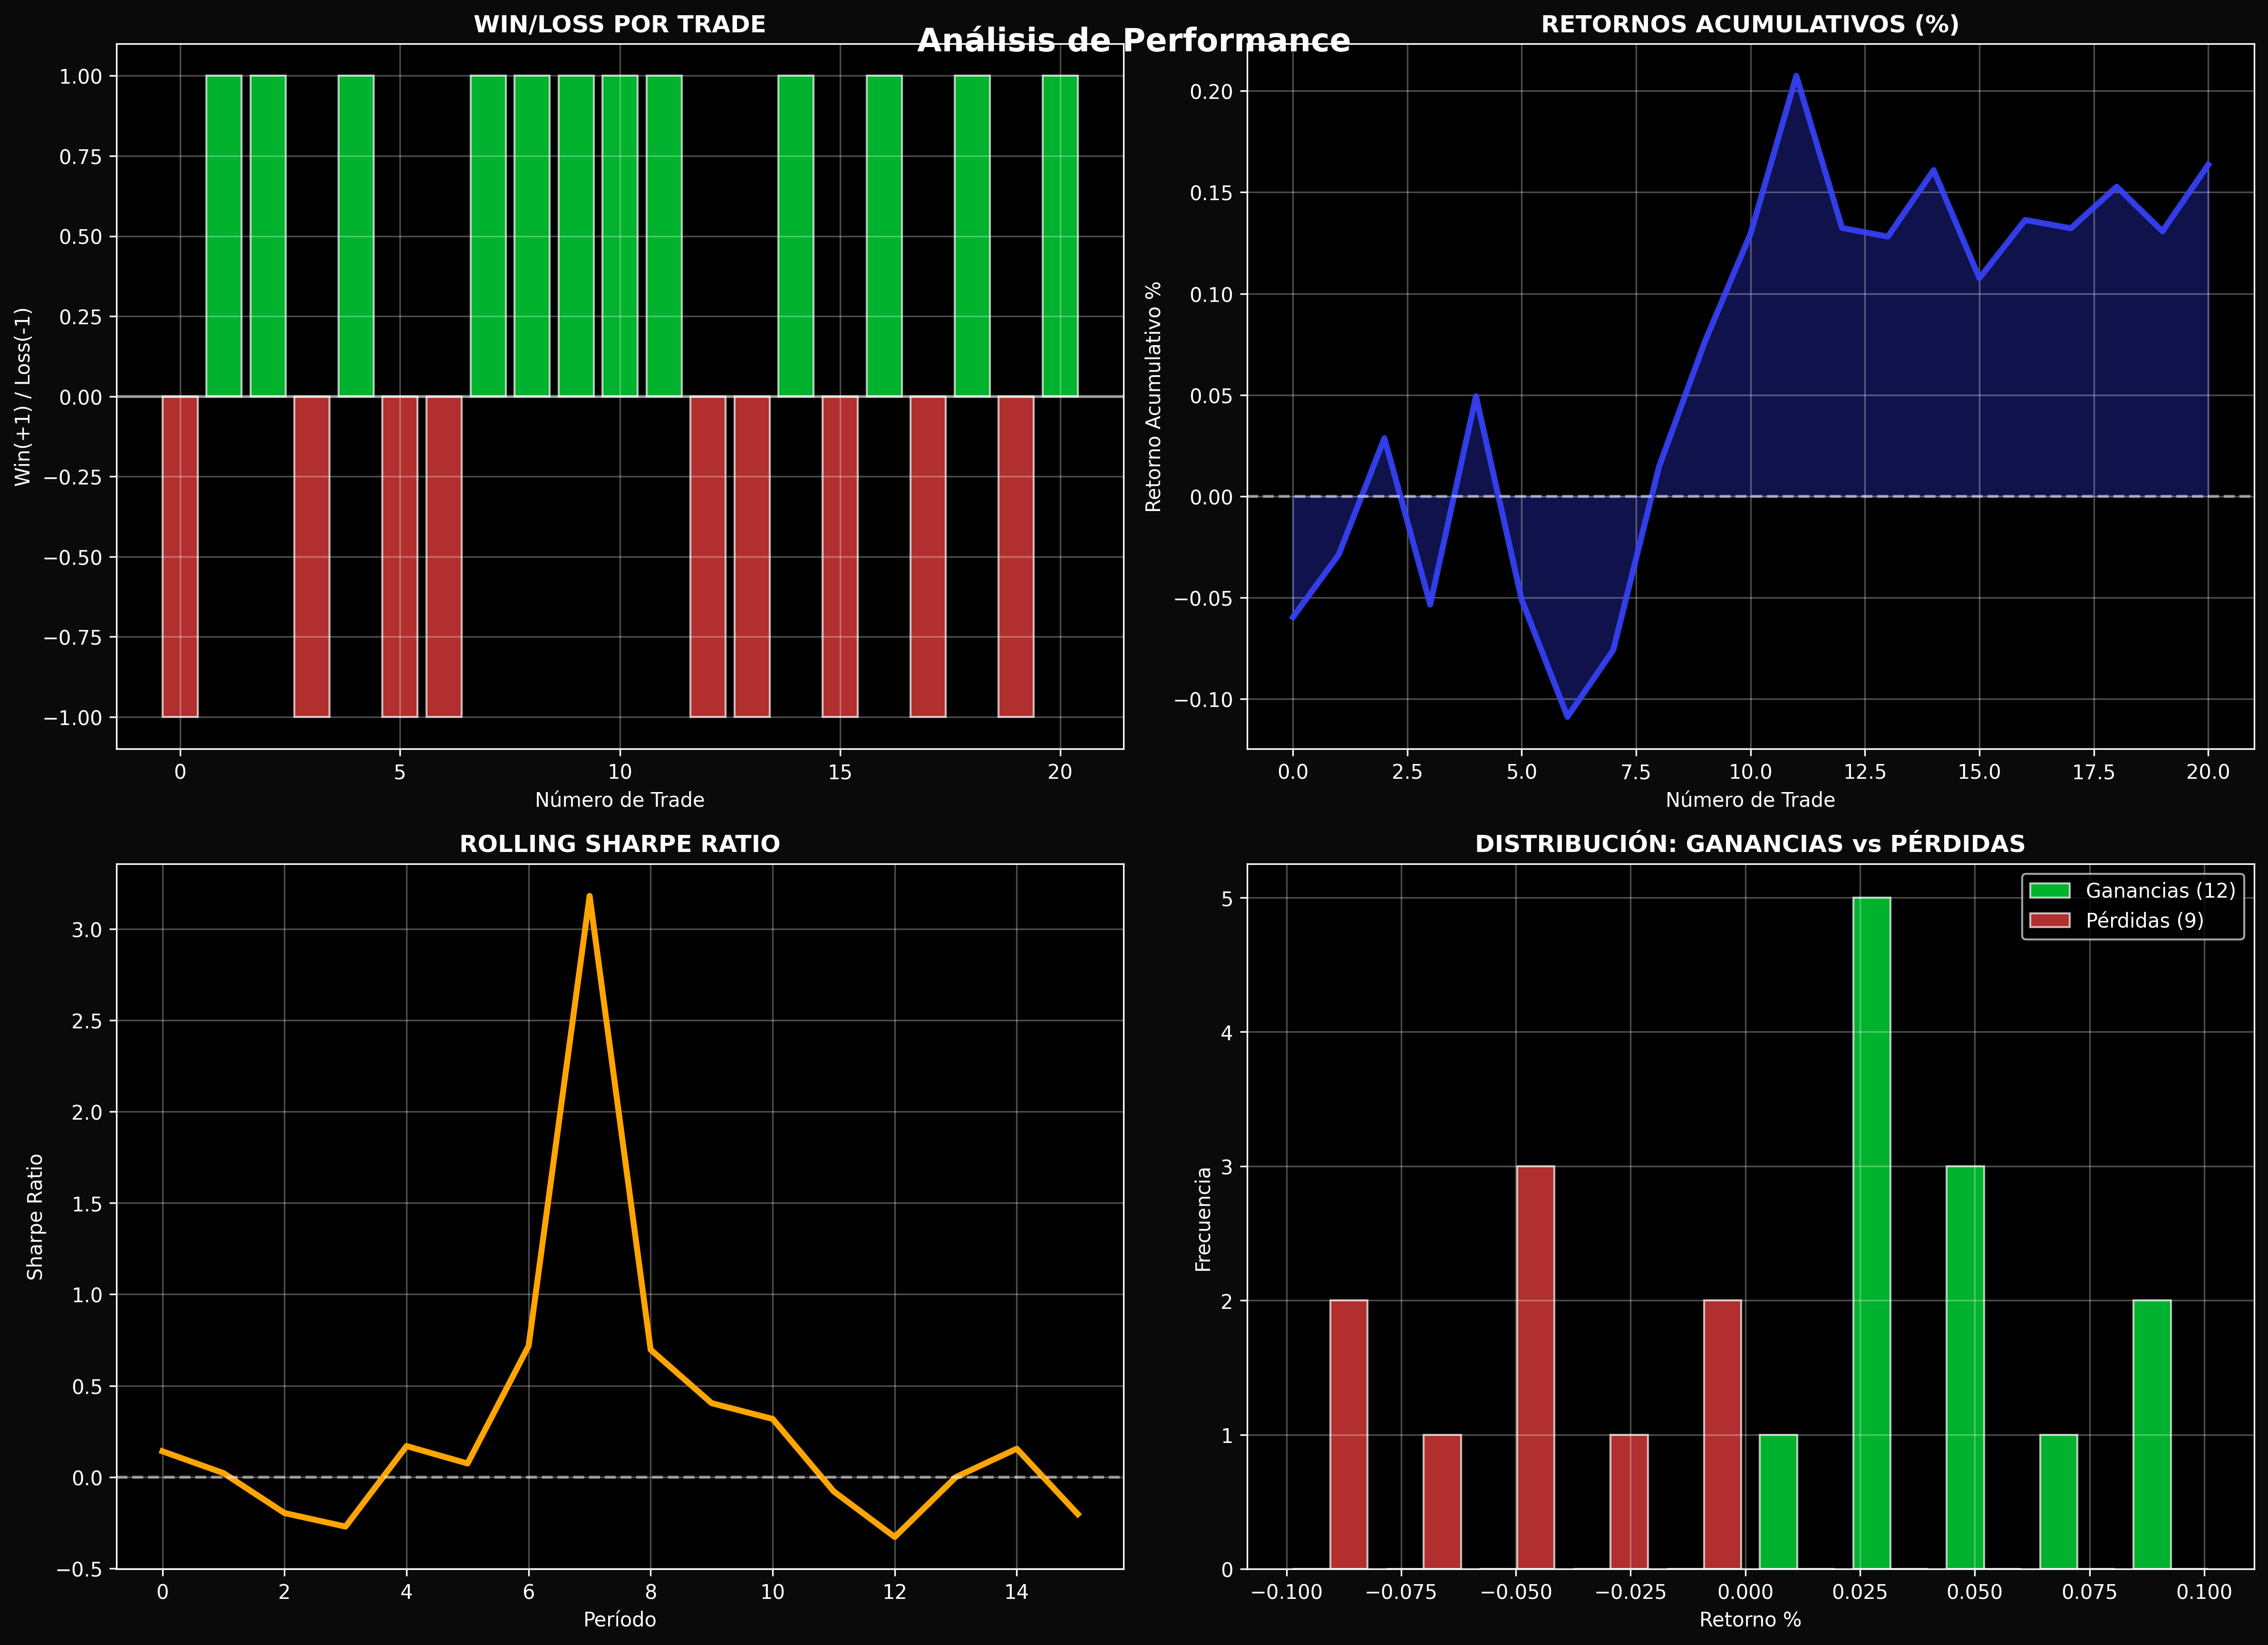 Análisis de Performance
WIN/LOSS POR TRADE
Win(+1) / Loss(-1)
1.00
0.75
0.50
0.25
0.00
−0.25
−0.50
−0.75
−1.00
0 5 10 15 20
Número de Trade
RETORNOS ACUMULATIVOS (%)
Retorno Acumulativo %
0.20
0.15
0.10
0.05
0.00
−0.05
−0.10
0.0 2.5 5.0 7.5 10.0 12.5 15.0 17.5 20.0
Número de Trade
ROLLING SHARPE RATIO
Sharpe Ratio
3.0
2.5
2.0
1.5
1.0
0.5
0.0
−0.5
0 2 4 6 8 10 12 14
Período
DISTRIBUCIÓN: GANANCIAS vs PÉRDIDAS
Ganancias (12)
Pérdidas (9)
Frecuencia
5
4
3
2
1
0
−0.100 −0.075 −0.050 −0.025 0.000 0.025 0.050 0.075 0.100
Retorno %